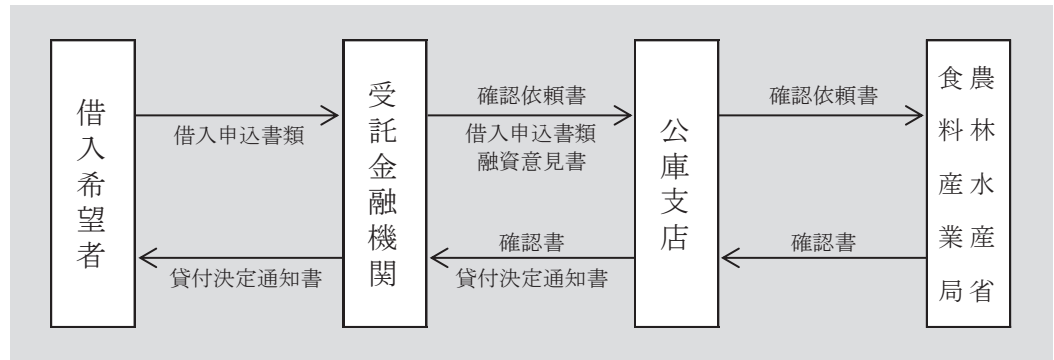 借入希望者
借入申込書類
貸付決定通知書
受託金融機関
確認依頼書
借入申込書類
融資意見書
確認書
貸付決定通知書
公庫支店
確認依頼書
確認書
農林水産省
食料産業局